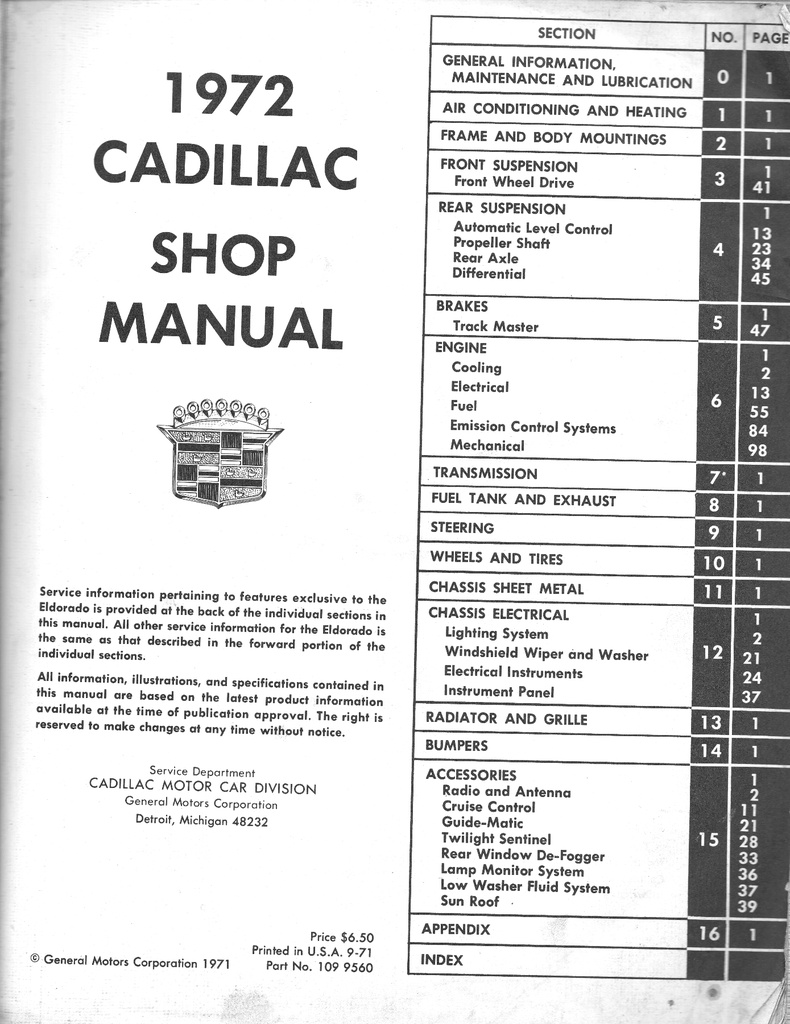 1972
CADILLAC
SHOP
MANUAL
Service information pertaining to features exclusive to the
Eldorado is provided at the back of the individual sections in
this manual. All other service information for the Eldorado is
the same as that described in the forward portion of the
individual sections.
All information, illustrations, and specifications contained in
this manual are based on the latest product information
available at the time of publication approval. The right is
reserved to make changes at any time without notice.
Service Department
CADILLAC MOTOR CAR DIVISION
General Motors Corporation
Detroit, Michigan 48232
Price $6.50
Printed in U.S.A. 9-71
© General Motors Corporation 1971 Part No. 109 9560
SECTION NO. PAGE
GENERAL INFORMATION,
MAINTENANCE AND LUBRICATION 0 1
AIR CONDITIONING AND HEATING 1 1
FRAME AND BODY MOUNTINGS 2 1
FRONT SUSPENSION 3 1
Front Wheel Drive 41
REAR SUSPENSION 4 1
Automatic Level Control 13
Propeller Shaft 23
Rear Axle 34
Differential 45
BRAKES 5 1
Track Master 47
ENGINE 6 1
Cooling 2
Electrical 13
Fuel 55
Emission Control Systems 84
Mechanical 98
TRANSMISSION 7 1
FUEL TANK AND EXHAUST 8 1
STEERING 9 1
WHEELS AND TIRES 10 1
CHASSIS SHEET METAL 11 1
CHASSIS ELECTRICAL 12 1
Lighting System 2
Windshield Wiper and Washer 21
Electrical Instruments 24
Instrument Panel 37
RADIATOR AND GRILLE 13 1
BUMPERS 14 1
ACCESSORIES 15 1
Radio and Antenna 2
Cruise Control 11
Guide-Matic 21
Twilight Sentinel 28
Rear Window De-Fogger 33
Lamp Monitor System 36
Low Washer Fluid System 37
Sun Roof 39
APPENDIX 16 1
INDEX